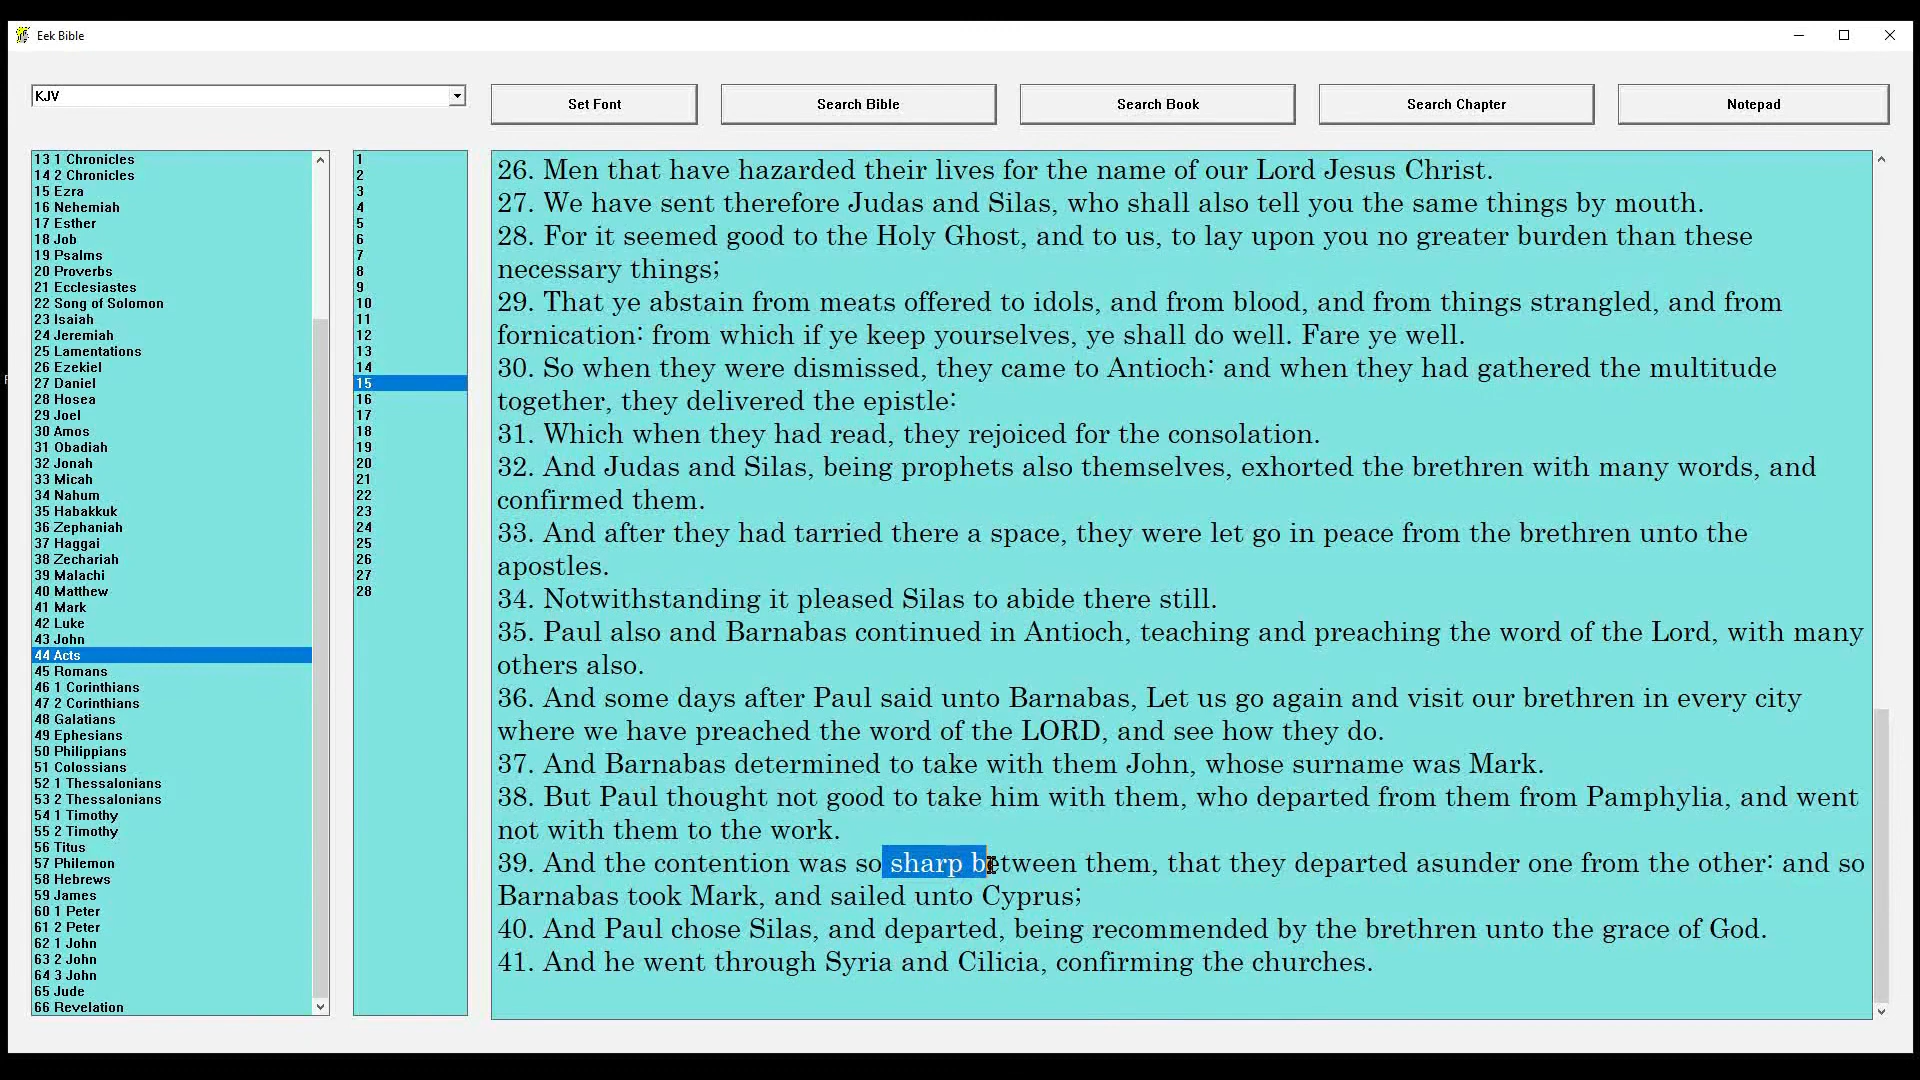 Eek Bible
KJV
Set Font
Search Bible
Search Book
Search Chapter
Notepad
13 1 Chronicles
14 2 Chronicles
15 Ezra
16 Nehemiah
17 Esther
18 Job
19 Psalms
20 Proverbs
21 Ecclesiastes
22 Song of Solomon
23 Isaiah
24 Jeremiah
25 Lamentations
26 Ezekiel
27 Daniel
28 Hosea
29 Joel
30 Amos
31 Obadiah
32 Jonah
33 Micah
34 Nahum
35 Habakkuk
36 Zephaniah
37 Haggai
38 Zechariah
39 Malachi
40 Matthew
41 Mark
42 Luke
43 John
44 Acts
45 Romans
46 1 Corinthians
47 2 Corinthians
48 Galatians
49 Ephesians
50 Philippians
51 Colossians
52 1 Thessalonians
53 2 Thessalonians
54 1 Timothy
55 2 Timothy
56 Titus
57 Philemon
58 Hebrews
59 James
60 1 Peter
61 2 Peter
62 1 John
63 2 John
64 3 John
65 Jude
66 Revelation
1
2
3
4
5
6
7
8
9
10
11
12
13
14
15
16
17
18
19
20
21
22
23
24
25
26
27
28
26. Men that have hazarded their lives for the name of our Lord Jesus Christ.
27. We have sent therefore Judas and Silas, who shall also tell you the same things by mouth.
28. For it seemed good to the Holy Ghost, and to us, to lay upon you no greater burden than these
necessary things;
29. That ye abstain from meats offered to idols, and from blood, and from things strangled, and from
fornication: from which if ye keep yourselves, ye shall do well. Fare ye well.
30. So when they were dismissed, they came to Antioch: and when they had gathered the multitude
together, they delivered the epistle:
31. Which when they had read, they rejoiced for the consolation.
32. And Judas and Silas, being prophets also themselves, exhorted the brethren with many words, and
confirmed them.
33. And after they had tarried there a space, they were let go in peace from the brethren unto the
apostles.
34. Notwithstanding it pleased Silas to abide there still.
35. Paul also and Barnabas continued in Antioch, teaching and preaching the word of the Lord, with many
others also.
36. And some days after Paul said unto Barnabas, Let us go again and visit our brethren in every city
where we have preached the word of the LORD, and see how they do.
37. And Barnabas determined to take with them John, whose surname was Mark.
38. But Paul thought not good to take him with them, who departed from them from Pamphylia, and went
not with them to the work.
39. And the contention was so sharp between them, that they departed asunder one from the other: and so
Barnabas took Mark, and sailed unto Cyprus;
40. And Paul chose Silas, and departed, being recommended by the brethren unto the grace of God.
41. And he went through Syria and Cilicia, confirming the churches.